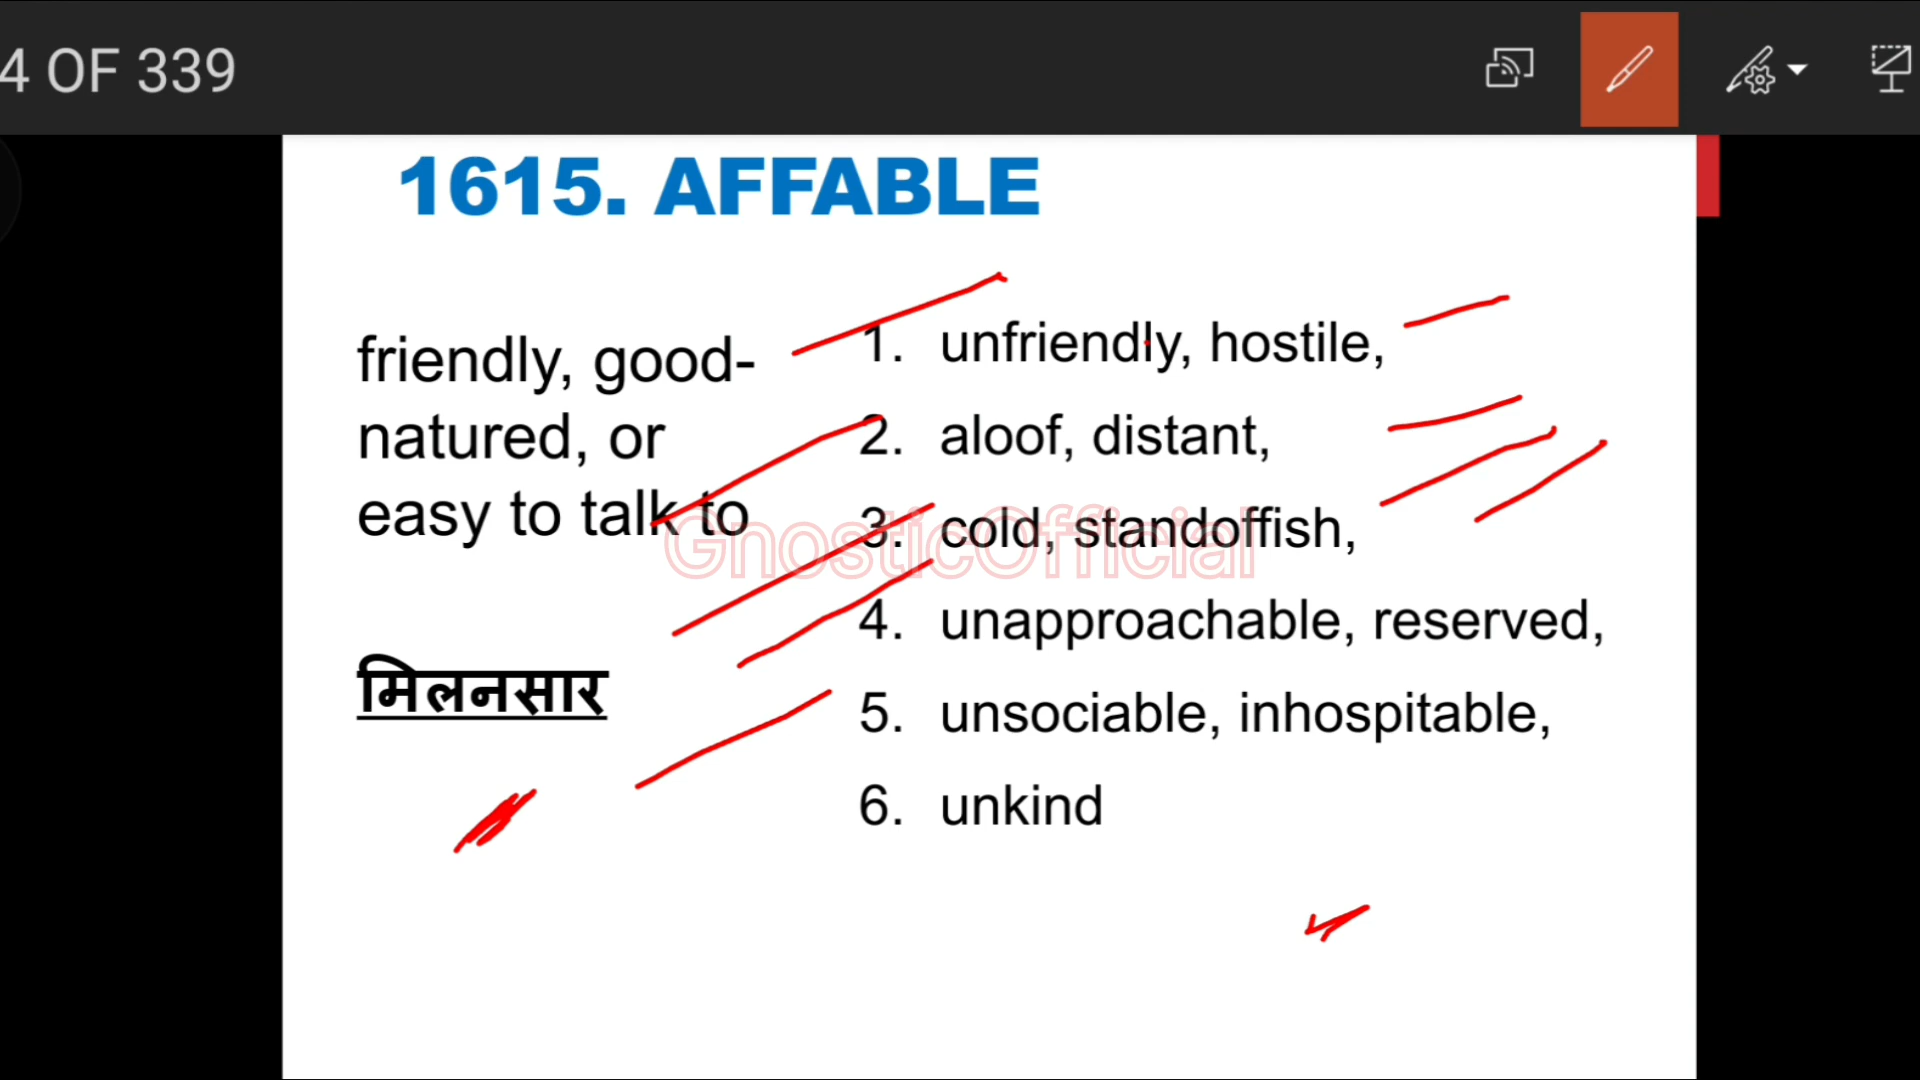 4 OF 339
1615. AFFABLE
friendly, good-
natured, or
easy to talk to
मिलनसार
1. unfriendly, hostile,
2. aloof, distant,
3. cold, standoffish,
4. unapproachable, reserved,
5. unsociable, inhospitable,
6. unkind
GnosticOfficial